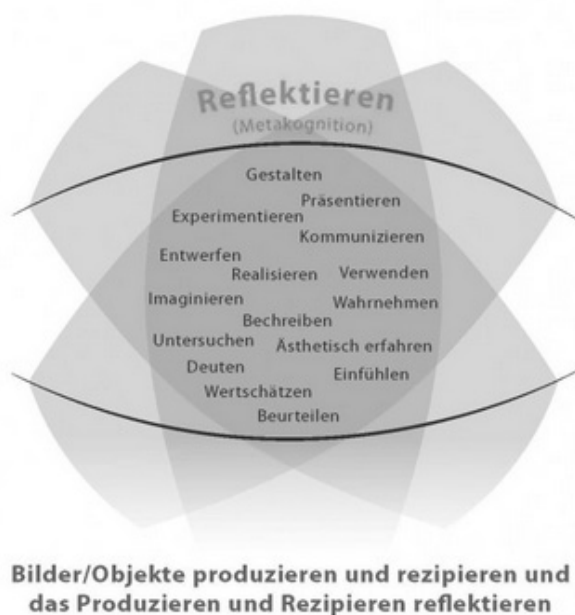 Reflektieren
(Metakognition)
Gestalten
Präsentieren
Experimentieren
Kommunizieren
Entwerfen
Realisieren
Verwenden
Imaginieren
Wahrnehmen
Bechreiben
Untersuchen
Ästhetisch erfahren
Deuten
Einfühlen
Wertschätzen
Beurteilen
Bilder/Objekte produzieren und rezipieren und
das Produzieren und Rezipieren reflektieren